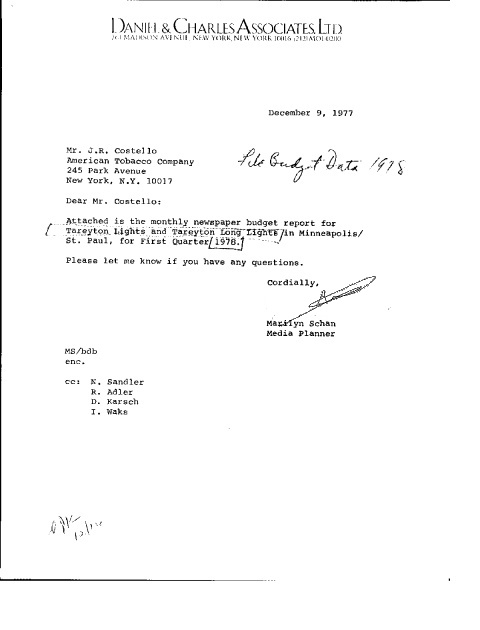 DANIEL & CHARLES ASSOCIATES, LTD.
261 MADISON AVENUE, NEW YORK, NEW YORK 10016 (212) MO1-0200
December 9, 1977
Mr. J.R. Costello
American Tobacco Company
245 Park Avenue
New York, N.Y. 10017
File Budget Data 1978
Dear Mr. Costello:
Attached is the monthly newspaper budget report for
Tareyton Lights and Tareyton Long Lights in Minneapolis/
St. Paul, for First Quarter 1978.
Please let me know if you have any questions.
Cordially,
Marilyn Schan
Media Planner
MS/bdb
enc.
cc: N. Sandler
R. Adler
D. Karsch
I. Waks